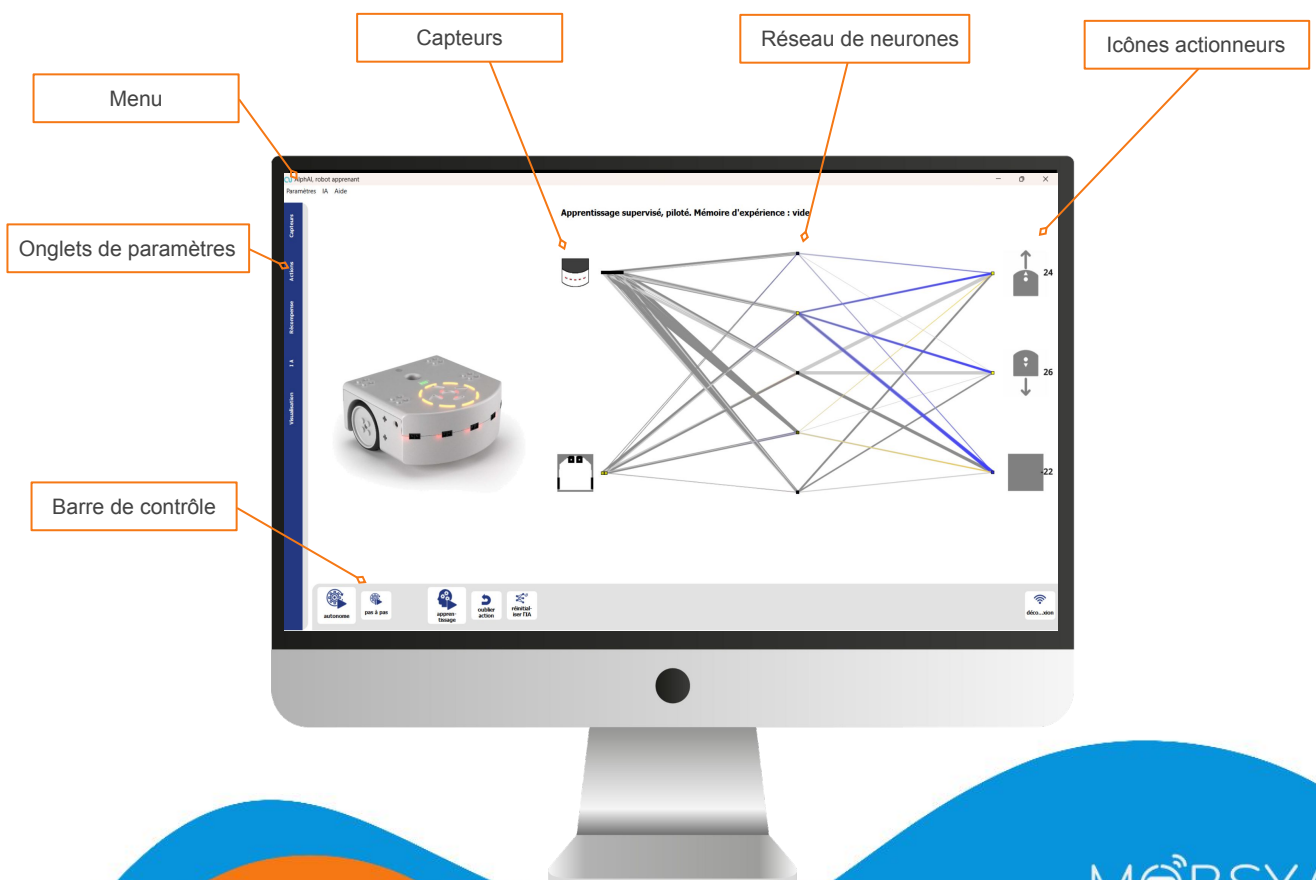 Capteurs
Réseau de neurones
Icônes actionneurs
Menu
AlphAI, robot apprenant
Paramètres IA Aide
Apprentissage supervisé, piloté. Mémoire d'expérience : vide
Onglets de paramètres
Capteurs
Actions
Récompense
IA
Visualisation
24
26
-22
Barre de contrôle
autonome
pas à pas
appren-
tissage
oublier
action
réinitial-
iser l'IA
déco...xion